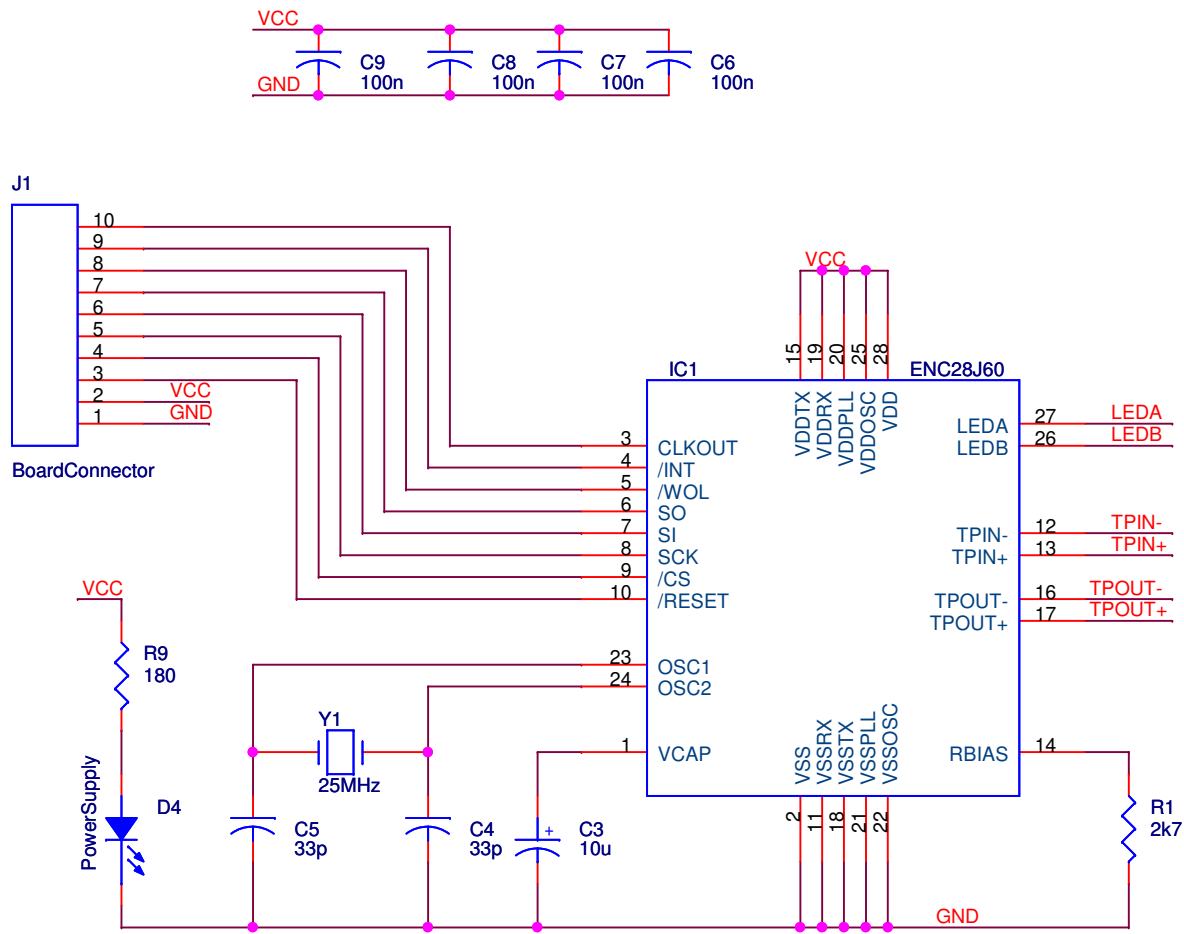 VCC
C9
100n
C8
100n
C7
100n
C6
100n
GND
J1
10
9
8
7
6
5
4
3
2
VCC
1
GND
BoardConnector
VCC
15
19
20
25
28
IC1
ENC28J60
VDDTX
VDDRX
VDDPLL
VDDOSC
VDD
3
CLKOUT
4
/INT
5
/WOL
6
SO
7
SI
8
SCK
9
/CS
10
/RESET
23
OSC1
24
OSC2
1
VCAP
LEDA
27
LEDA
LEDB
26
LEDB
TPIN-
12
TPIN-
TPIN+
13
TPIN+
TPOUT-
16
TPOUT-
TPOUT+
17
TPOUT+
RBIAS
14
VSS
VSSRX
VSSTX
VSSPLL
VSSOSC
2
11
18
21
22
VCC
R9
180
PowerSupply
D4
Y1
25MHz
C5
33p
C4
33p
+
C3
10u
R1
2k7
GND